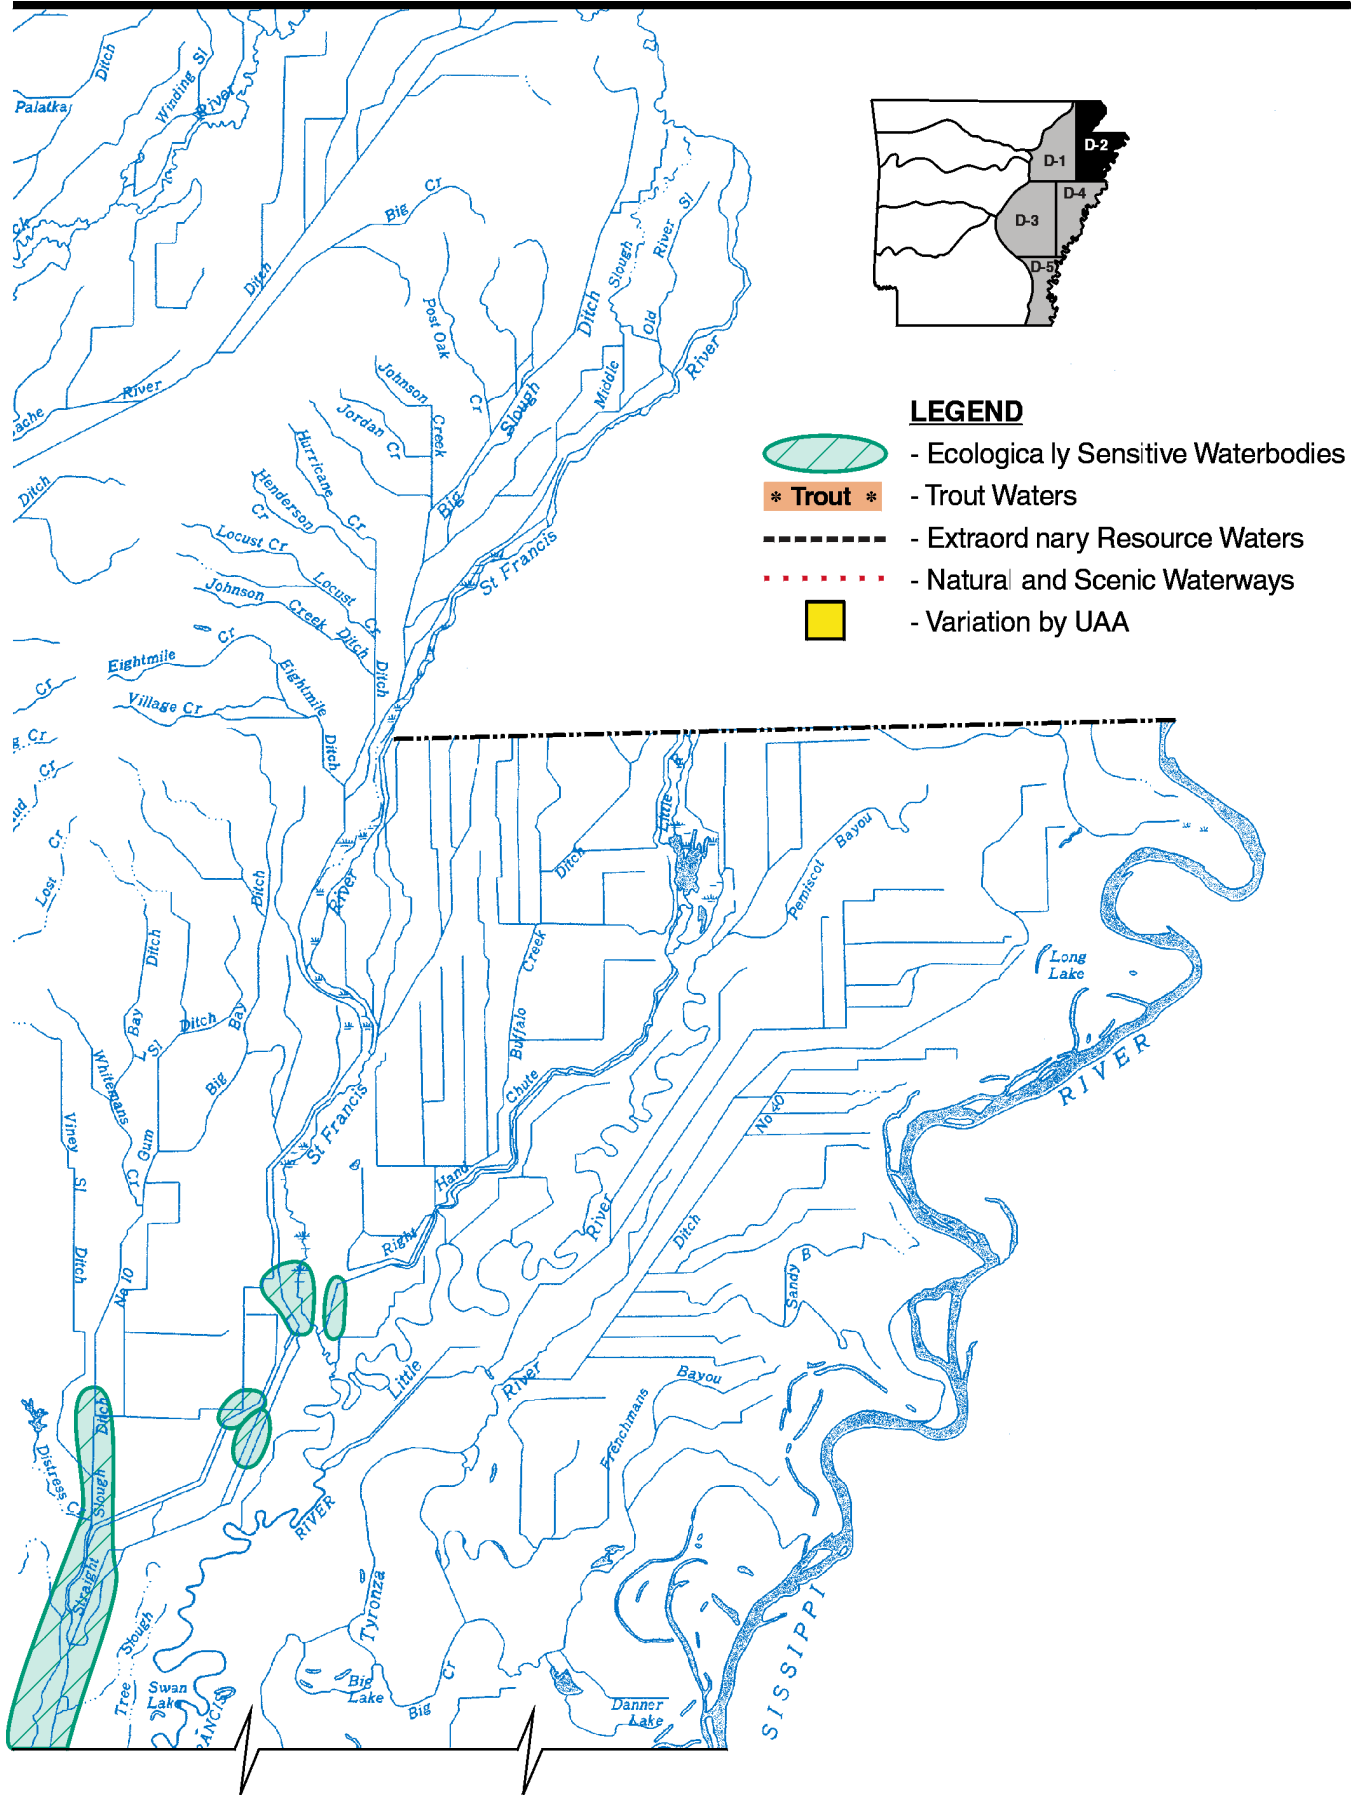 Ditch
Palatka
Winding Sl
River
ck
Ditch
Big Cr
Post Oak
Cr
Ditch
Slough
River Sl
Old
Middle
River
ache River
Ditch
Johnson
Creek
Jordan Cr
Hurricane
Cr
Henderson
Cr
Slough
Big
Locust Cr
Locust
Cr
Johnson
Creek Ditch
St Francis
Cr
Eightmile
Eightmile
Village Cr
Ditch
Ditch
Cr
g Cr
Cr
ud
Cr
Lost
D-1
D-2
D-3
D-4
D-5
LEGEND
- Ecologica ly Sensitive Waterbodies
* Trout *
- Trout Waters
- Extraord nary Resource Waters
- Natural and Scenic Waterways
- Variation by UAA
R
Little
Ditch
Bayou
Pemiscot
Ditch
River
Ditch
Creek
Buffalo
Long
Lake
Bay
Sl
Ditch
Bay
Big
Whitemans
Cr
Gum
Viney
Sl
Ditch
No 10
St Francis
Chute
Hand
Right
No 40
Ditch
River
RIVER
Sandy B
Little
River
Bayou
Frenchmans
Ditch
Slough
Straight
Distress
Cr
RIVER
Tyronza
Slough
Tree
Swan
Lake
ANCIS
Big
Lake
Big
Cr
Danner
Lake
SISSIPPI